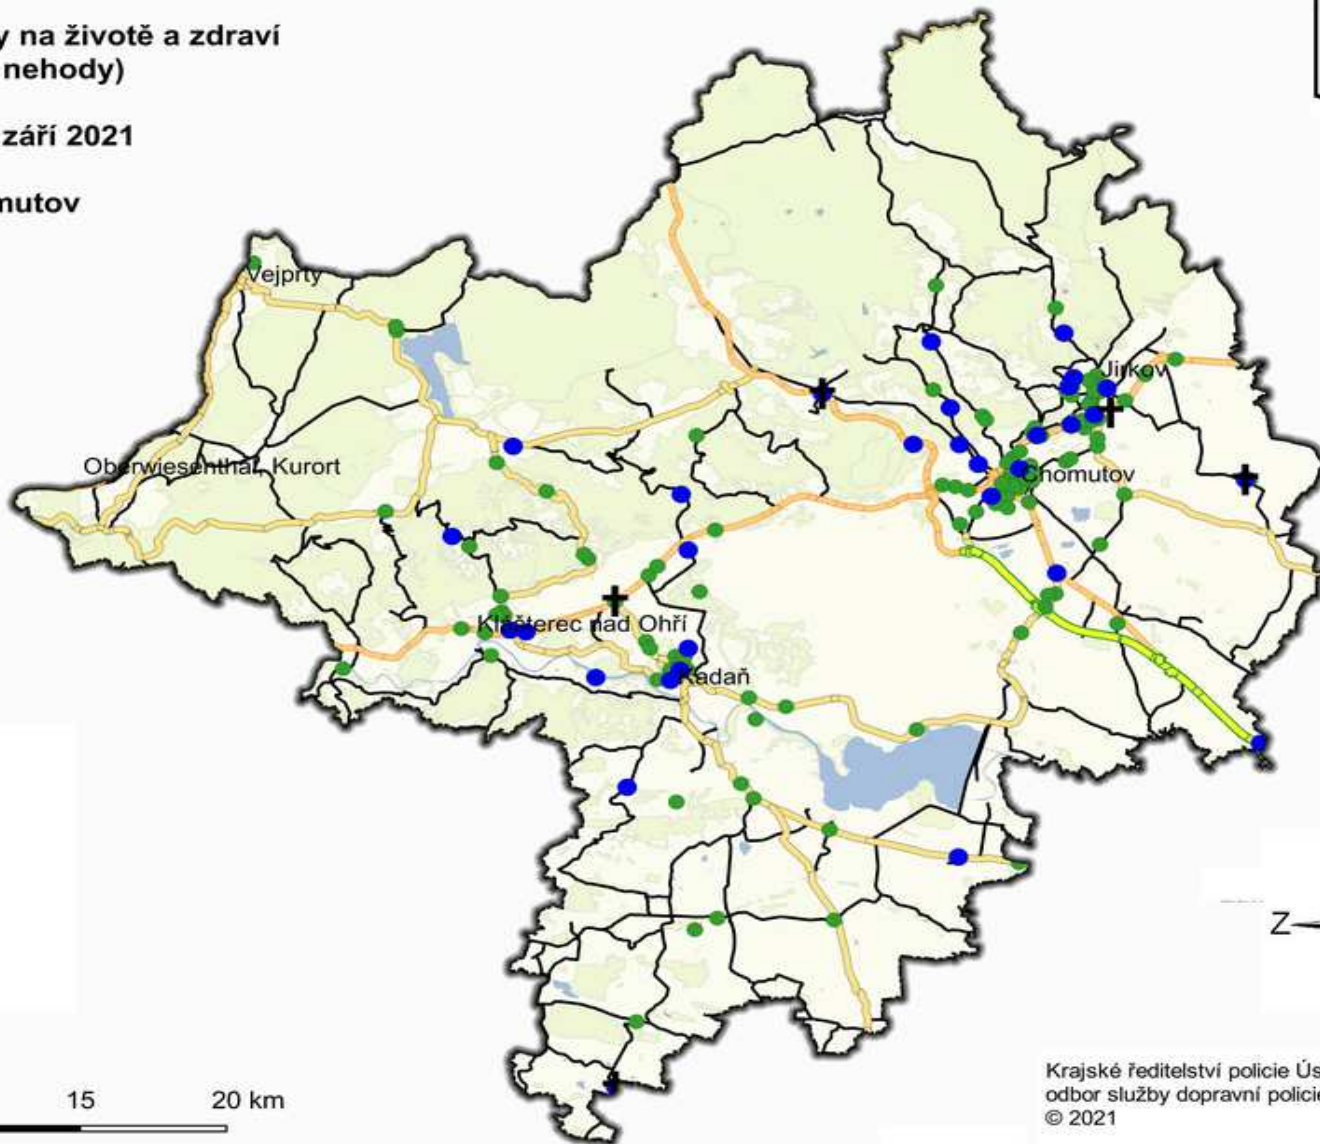 y na životě a zdraví
nehody)
září 2021
mutov
Vejprty
Jirkov
Oberwiesenthal, Kurort
Chomutov
Klášterec nad Ohří
Kadaň
Z
15 20 km
Krajské ředitelství policie Ús
odbor služby dopravní policie
© 2021